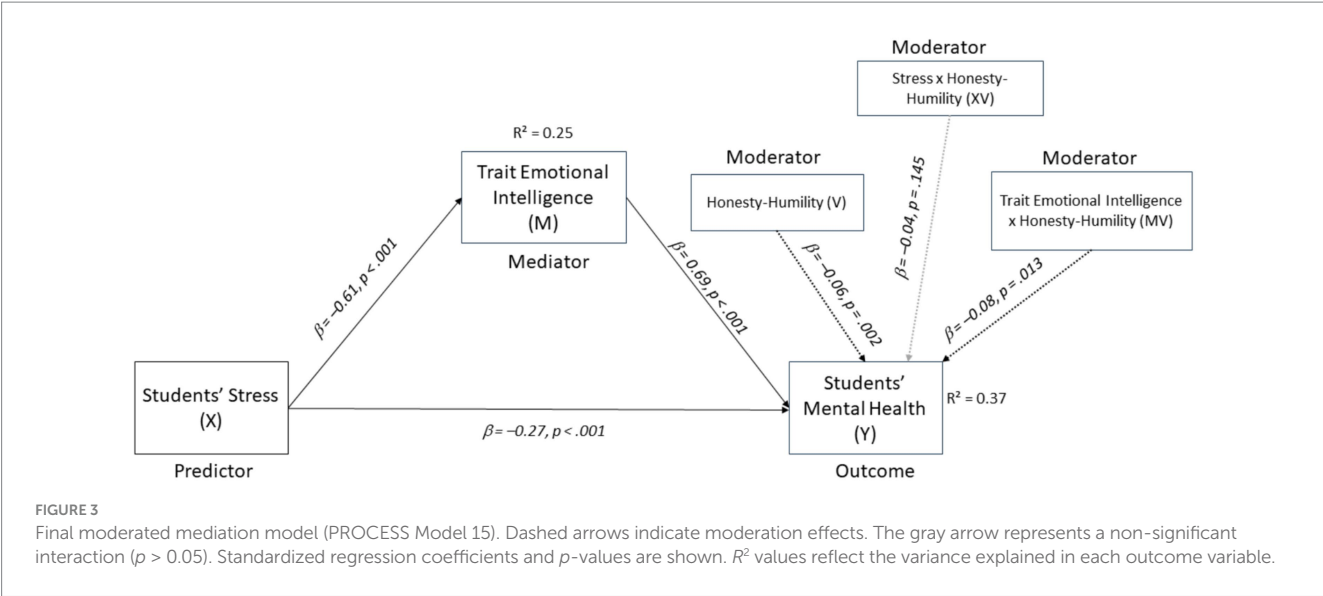 Moderator
Stress x Honesty-
Humility (XV)
R² = 0.25
Trait Emotional
Intelligence
(M)
Mediator
Moderator
Honesty-Humility (V)
Moderator
Trait Emotional Intelligence
x Honesty-Humility (MV)
β= −0.61, p < .001
β= 0.69, p < .001
β= −0.06, p = .002
β= −0.04, p = .145
β= −0.08, p = .013
Students’ Stress
(X)
Predictor
β= −0.27, p < .001
Students’
Mental Health
(Y)
R² = 0.37
Outcome
FIGURE 3
Final moderated mediation model (PROCESS Model 15). Dashed arrows indicate moderation effects. The gray arrow represents a non-significant
interaction (p > 0.05). Standardized regression coefficients and p-values are shown. R² values reflect the variance explained in each outcome variable.